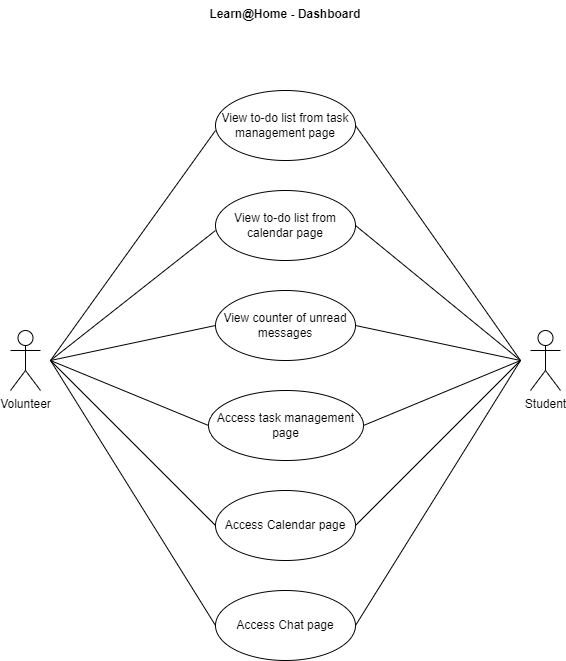 Learn@Home - Dashboard
View to-do list from task
management page
View to-do list from
calendar page
View counter of unread
messages
Volunteer
Student
Access task management
page
Access Calendar page
Access Chat page